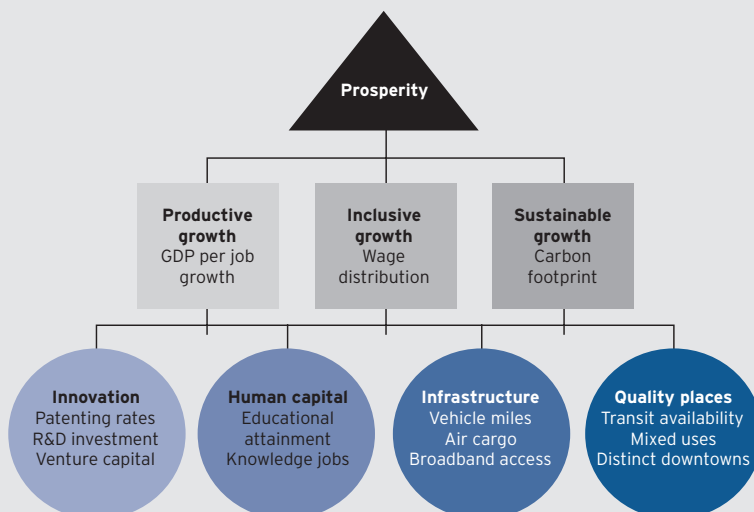 Prosperity
Productive
growth
GDP per job
growth
Inclusive
growth
Wage
distribution
Sustainable
growth
Carbon
footprint
Innovation
Patenting rates
R&D investment
Venture capital
Human capital
Educational
attainment
Knowledge jobs
Infrastructure
Vehicle miles
Air cargo
Broadband access
Quality places
Transit availability
Mixed uses
Distinct downtowns